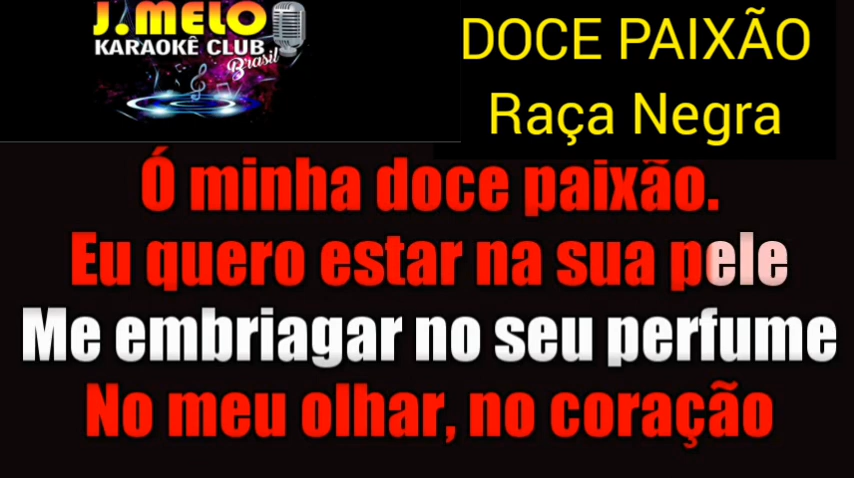 J.MELO
KARAOKÊ CLUB
Brasil
DOCE PAIXÃO
Raça Negra
Ó minha doce paixão.
Eu quero estar na sua pele
Me embriagar no seu perfume
No meu olhar, no coração